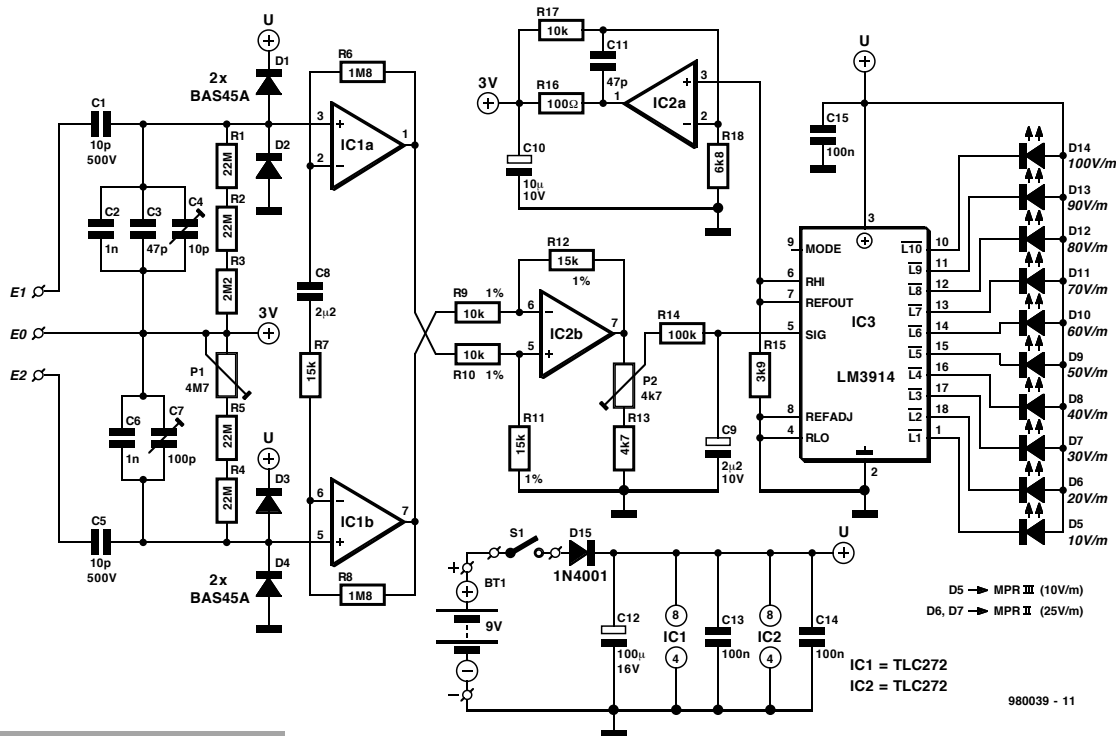 U
D1
2x
BAS45A
C1
10p
500V
R1
22M
R2
22M
R3
2M2
C2
1n
C3
47p
C4
10p
D2
E1
E0
E2
3V
P1
4M7
R5
22M
R4
22M
C6
1n
C7
100p
U
D3
C5
10p
500V
2x
BAS45A
D4
R6
1M8
3
+
2
−
IC1a
1
C8
2µ2
R7
15k
6
−
5
+
IC1b
7
R8
1M8
R17
10k
C11
47p
3V
R16
100Ω
1
IC2a
3
+
2
−
R18
6k8
C10
10µ
10V
R12
15k
1%
R9
1%
10k
10k
R10
1%
6
−
5
+
IC2b
7
R11
15k
1%
P2
4k7
R13
4k7
R14
100k
C9
2µ2
10V
R15
3k9
U
C15
100n
3
9
MODE
6
RHI
7
REFOUT
5
SIG
IC3
LM3914
8
REFADJ
4
RLO
2
L10
10
L9
11
L8
12
L7
13
L6
14
L5
15
L4
16
L3
17
L2
18
L1
1
D14
100V/m
D13
90V/m
D12
80V/m
D11
70V/m
D10
60V/m
D9
50V/m
D8
40V/m
D7
30V/m
D6
20V/m
D5
10V/m
S1
D15
1N4001
U
BT1
9V
C12
100µ
16V
8
IC1
4
C13
100n
8
IC2
4
C14
100n
IC1 = TLC272
IC2 = TLC272
D5 → MPR III (10V/m)
D6, D7 → MPR II (25V/m)
980039 - 11